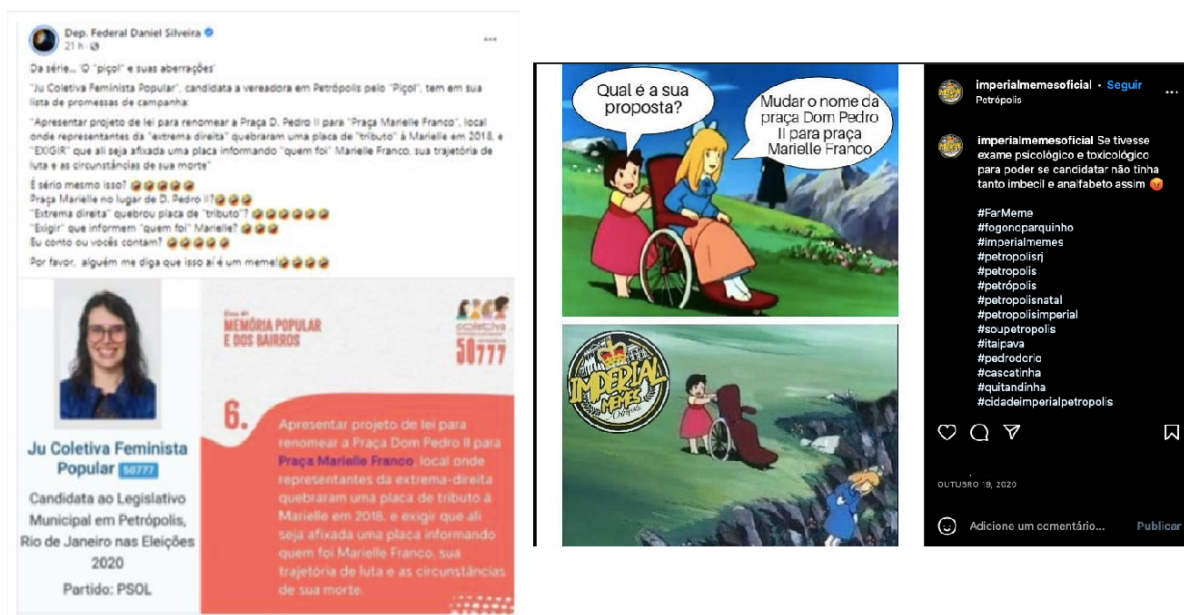 Dep. Federal Daniel Silveira
21 h ·
Da série... 'O "piçol" e suas aberrações'
"Ju Coletiva Feminista Popular", candidata a vereadora em Petrópolis pelo "Piçol", tem em sua
lista de promessas de campanha:
"Apresentar projeto de lei para renomear a Praça D. Pedro II para "Praça Marielle Franco", local
onde representantes da "extrema direita" quebraram uma placa de "tributo" à Marielle em 2018, e
"EXIGIR" que ali seja afixada uma placa informando "quem foi" Marielle Franco, sua trajetória de
luta e as circunstâncias de sua morte"
É sério mesmo isso? 🤣🤣🤣🤣🤣
Praça Marielle no lugar de D. Pedro II?🤣🤣🤣
"Extrema direita" quebrou placa de "tributo"? 🤣🤣🤣🤣🤣🤣
"Exigir" que informem "quem foi" Marielle? 🤣🤣🤣
Eu conto ou vocês contam? 🤣🤣🤣🤣🤣
Por favor, alguém me diga que isso aí é um meme!🤣🤣🤣🤣
Ju Coletiva Feminista
Popular 50777
Candidata ao Legislativo
Municipal em Petrópolis,
Rio de Janeiro nas Eleições
2020
Partido: PSOL
MEMÓRIA POPULAR
E DOS BAIRROS
coletiva
50777
6.
Apresentar projeto de lei para
renomear a Praça Dom Pedro II para
Praça Marielle Franco, local onde
representantes da extrema-direita
quebraram uma placa de tributo à
Marielle em 2018, e exigir que ali
seja afixada uma placa informando
quem foi Marielle Franco, sua
trajetória de luta e as circunstâncias
de sua morte.
Qual é a sua
proposta?
Mudar o nome da
praça Dom Pedro
II para praça
Marielle Franco
IMPERIAL
MEMES
imperialmemesoficial • Seguir
Petrópolis
imperialmemesoficial Se tivesse
exame psicológico e toxicológico
para poder se candidatar não tinha
tanto imbecil e analfabeto assim 😡
#FarMeme
#fogonoparquinho
#imperialmemes
#petropolisrj
#petropolis
#petrópolis
#petropolisnatal
#petropolisimperial
#soupetropolis
#itaipava
#pedrodorio
#cascatinha
#quitandinha
#cidadeimperialpetropolis
OUTUBRO 19, 2020
Adicione um comentário... Publicar